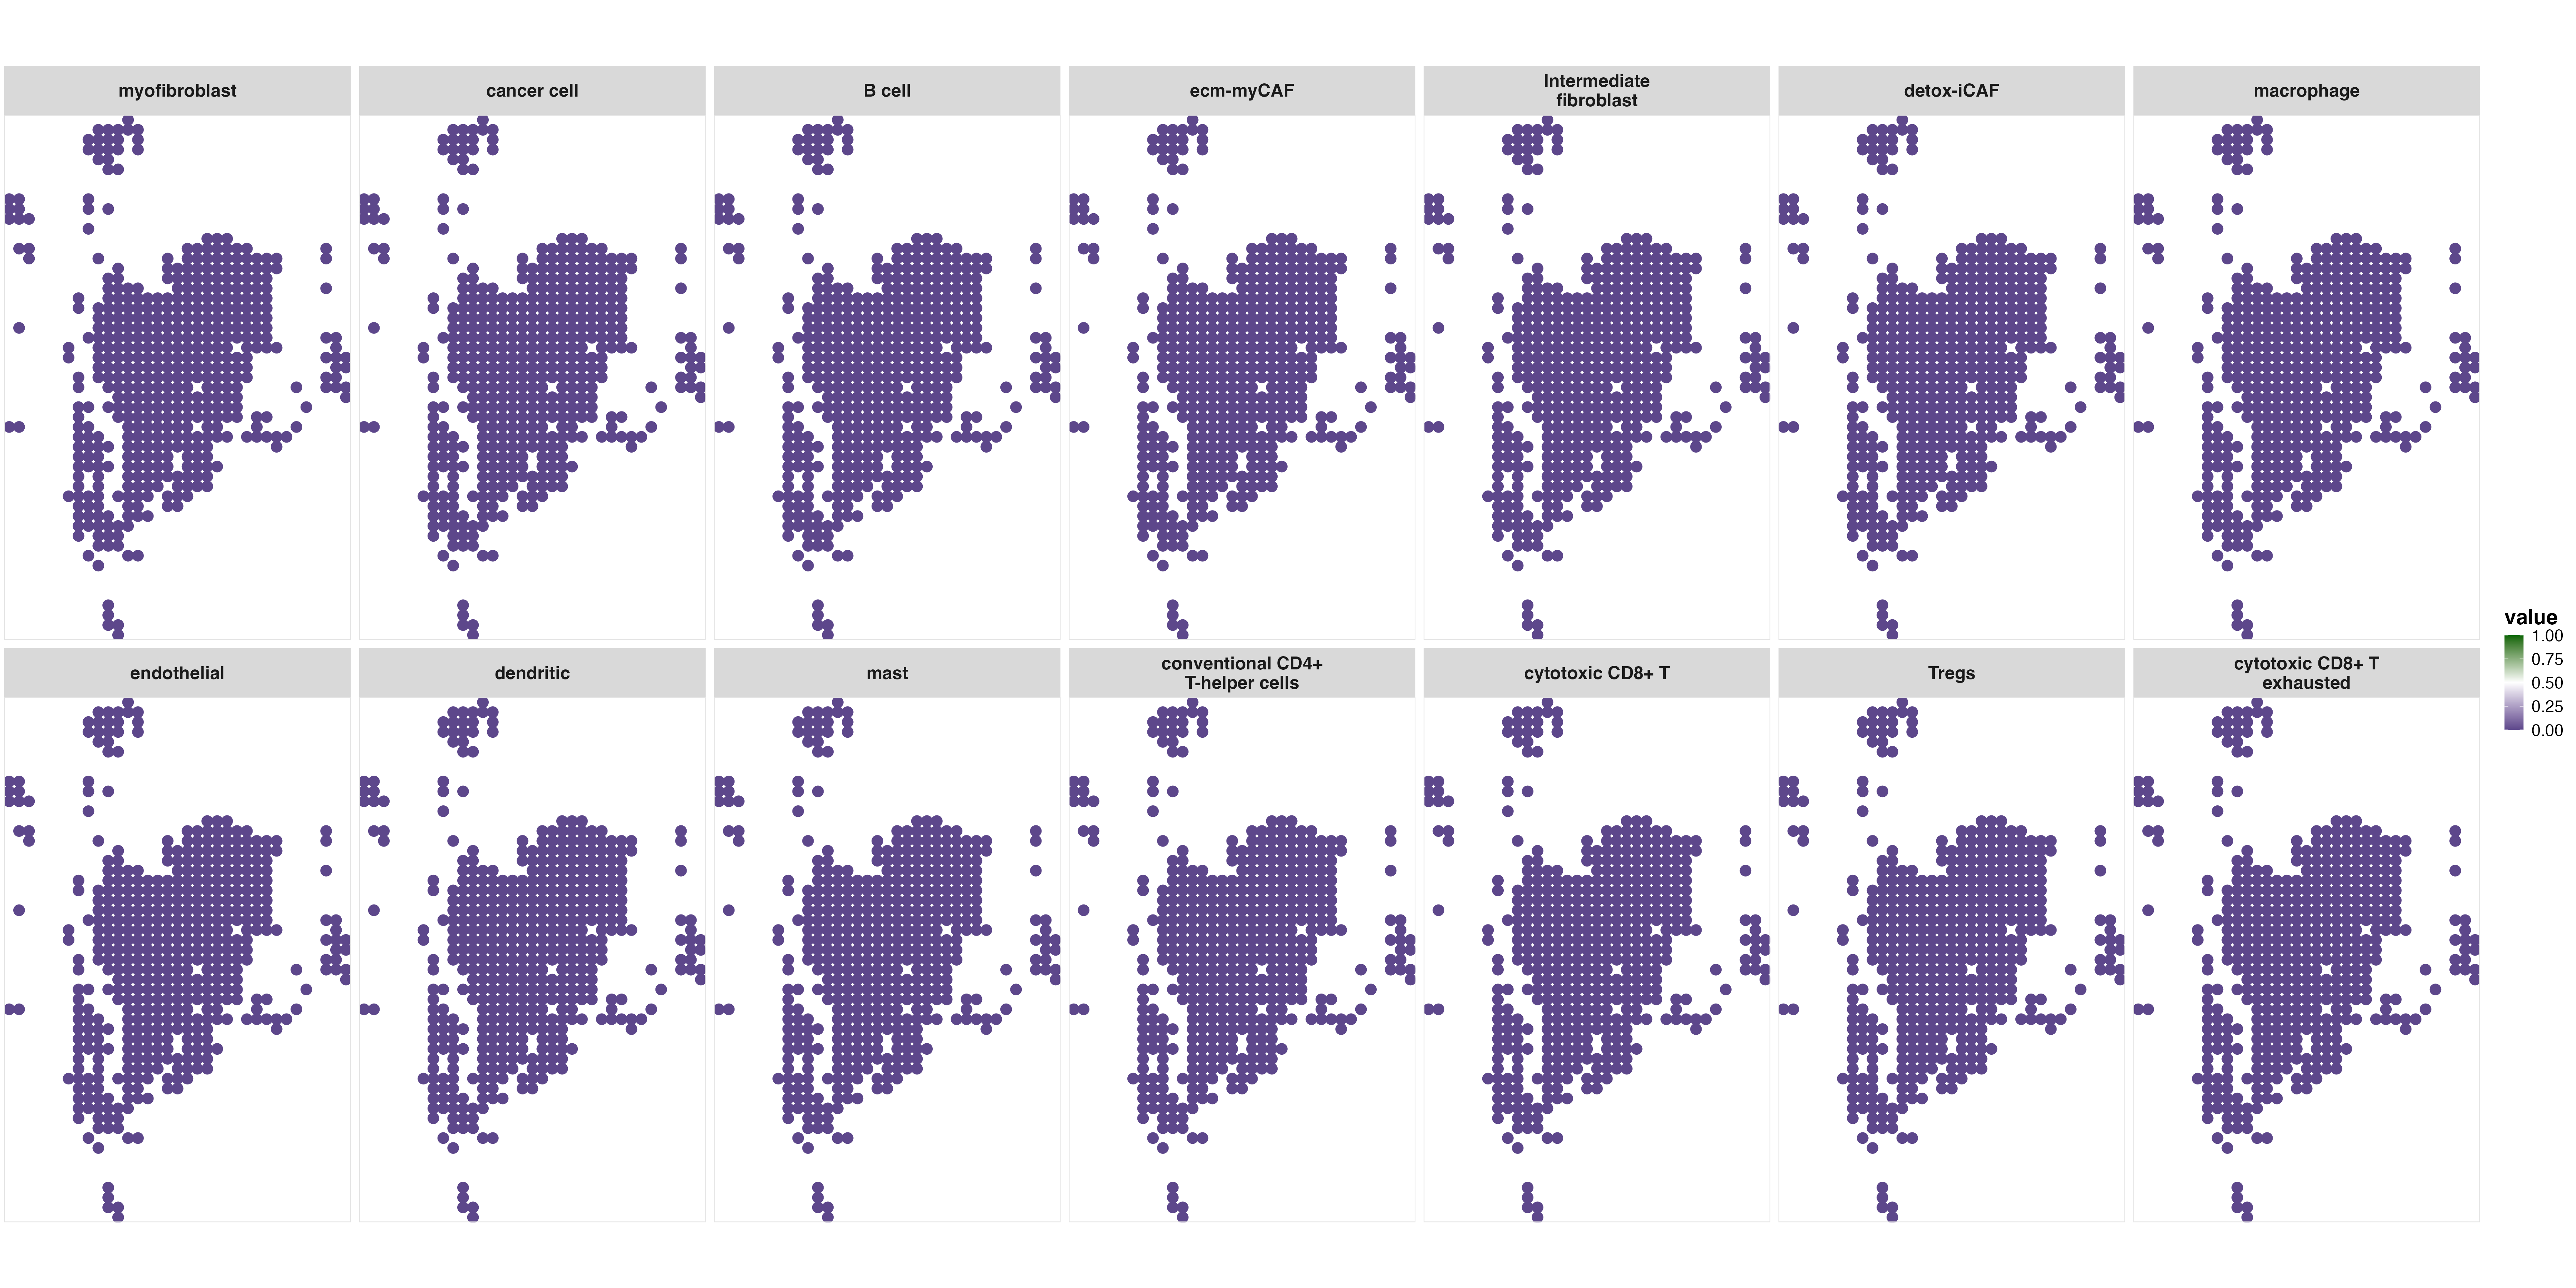 myofibroblast
cancer cell
B cell
ecm-myCAF
Intermediate
fibroblast
detox-iCAF
macrophage
endothelial
dendritic
mast
conventional CD4+
T-helper cells
cytotoxic CD8+ T
Tregs
cytotoxic CD8+ T
exhausted
value
1.00
0.75
0.50
0.25
0.00